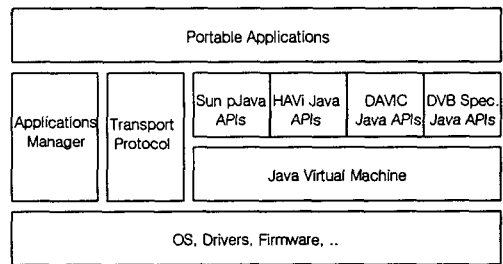 Portable Applications
Applications
Manager
Transport
Protocol
Sun pJava
APIs
HAVi Java
APIs
DAVIC
Java APIs
DVB Spec.
Java APIs
Java Virtual Machine
OS, Drivers, Firmware, ..